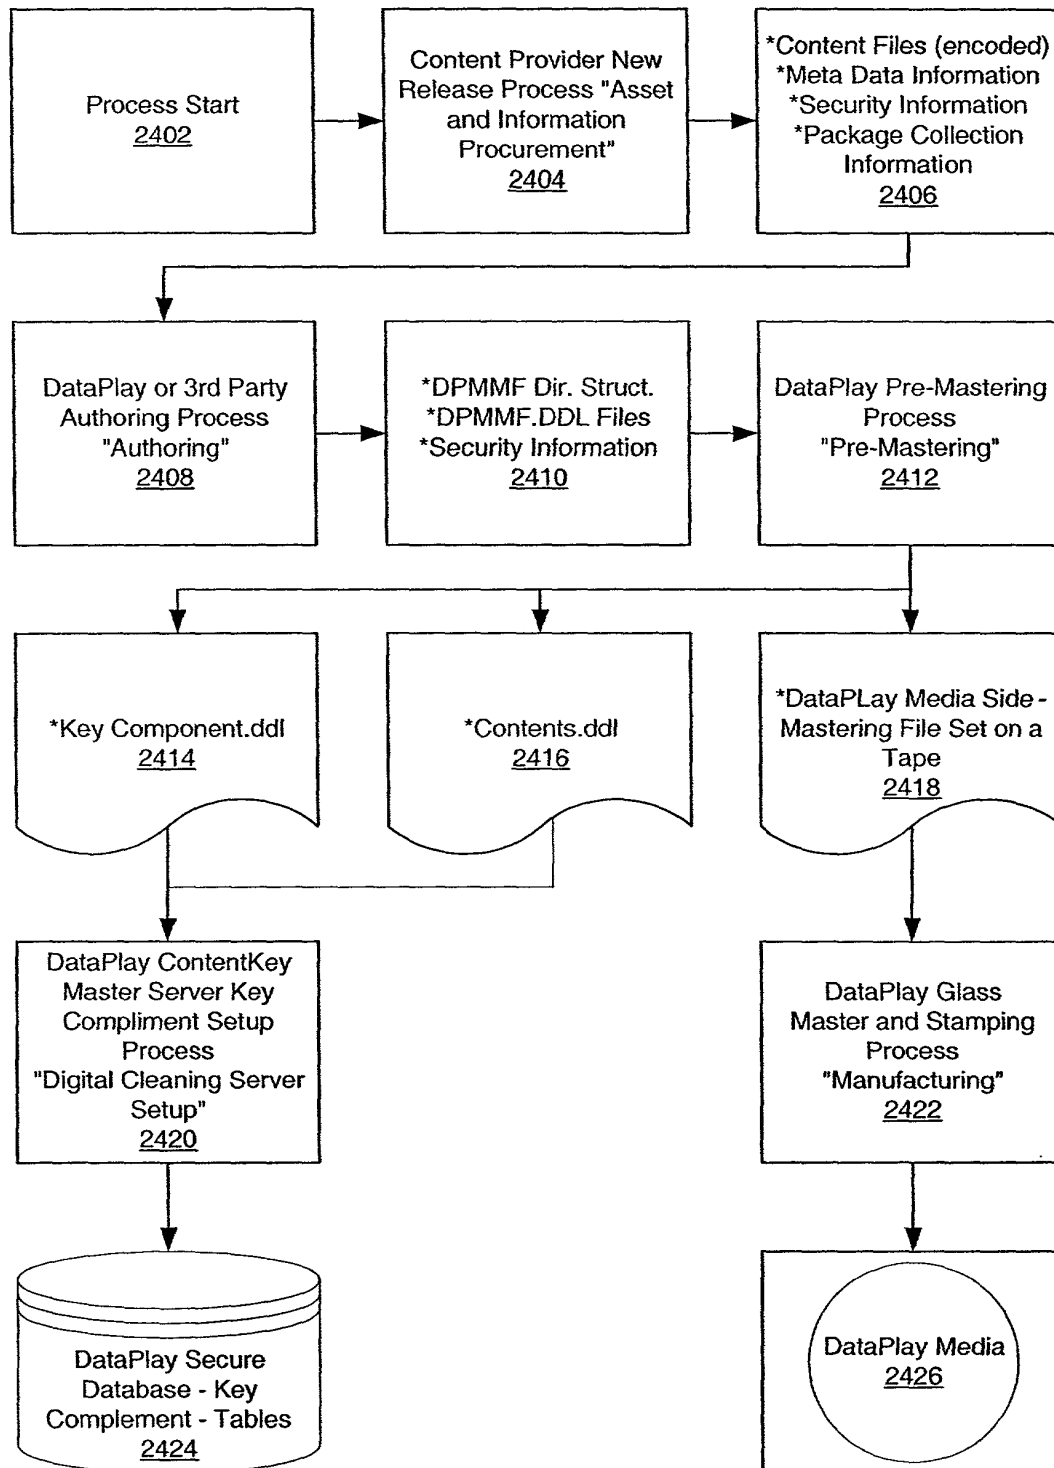 Process Start
2402
Content Provider New
Release Process "Asset
and Information
Procurement"
2404
*Content Files (encoded)
*Meta Data Information
*Security Information
*Package Collection
Information
2406
DataPlay or 3rd Party
Authoring Process
"Authoring"
2408
*DPMMF Dir. Struct.
*DPMMF.DDL Files
*Security Information
2410
DataPlay Pre-Mastering
Process
"Pre-Mastering"
2412
*Key Component.ddl
2414
*Contents.ddl
2416
*DataPLay Media Side -
Mastering File Set on a
Tape
2418
DataPlay ContentKey
Master Server Key
Compliment Setup
Process
"Digital Cleaning Server
Setup"
2420
DataPlay Glass
Master and Stamping
Process
"Manufacturing"
2422
DataPlay Secure
Database - Key
Complement - Tables
2424
DataPlay Media
2426